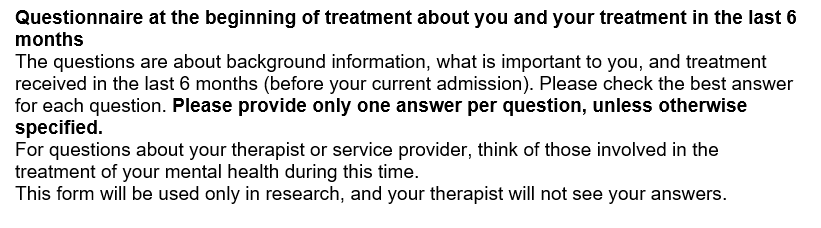 Questionnaire at the beginning of treatment about you and your treatment in the last 6
months
The questions are about background information, what is important to you, and treatment
received in the last 6 months (before your current admission). Please check the best answer
for each question. Please provide only one answer per question, unless otherwise
specified.
For questions about your therapist or service provider, think of those involved in the
treatment of your mental health during this time.
This form will be used only in research, and your therapist will not see your answers.